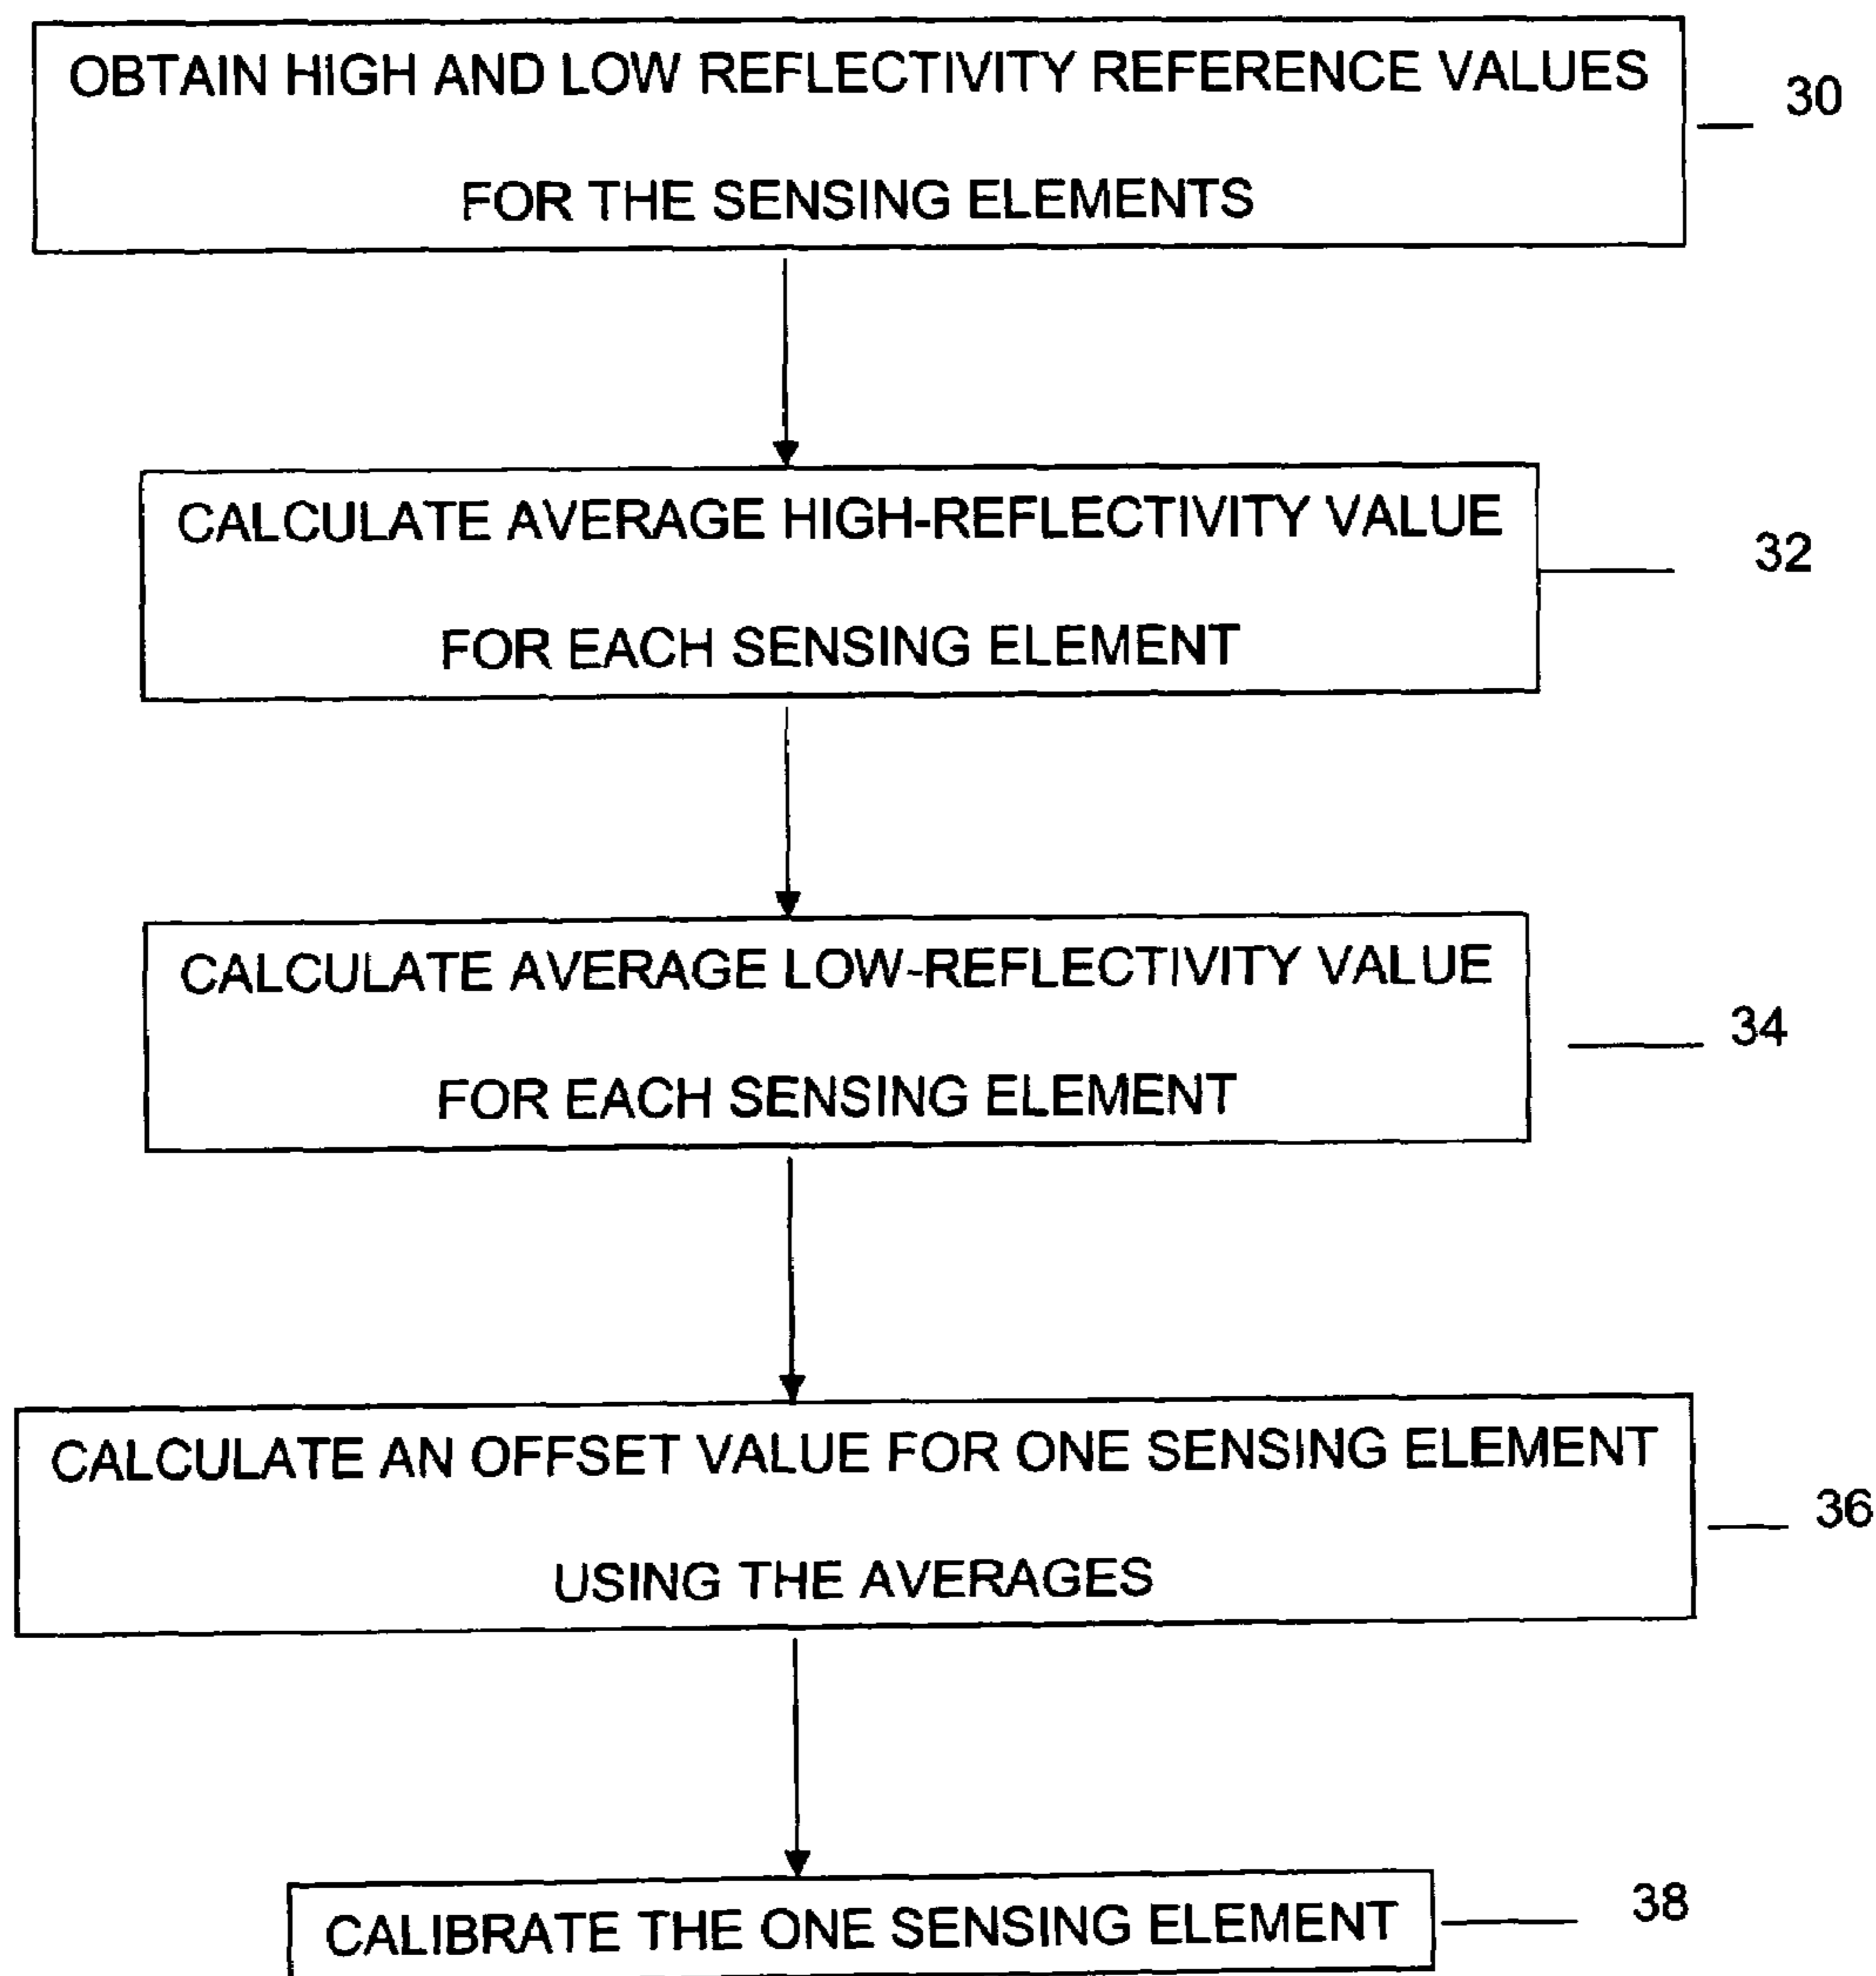 OBTAIN HIGH AND LOW REFLECTIVITY REFERENCE VALUES
FOR THE SENSING ELEMENTS
30
CALCULATE AVERAGE HIGH-REFLECTIVITY VALUE
FOR EACH SENSING ELEMENT
32
CALCULATE AVERAGE LOW-REFLECTIVITY VALUE
FOR EACH SENSING ELEMENT
34
CALCULATE AN OFFSET VALUE FOR ONE SENSING ELEMENT
USING THE AVERAGES
36
CALIBRATE THE ONE SENSING ELEMENT
38